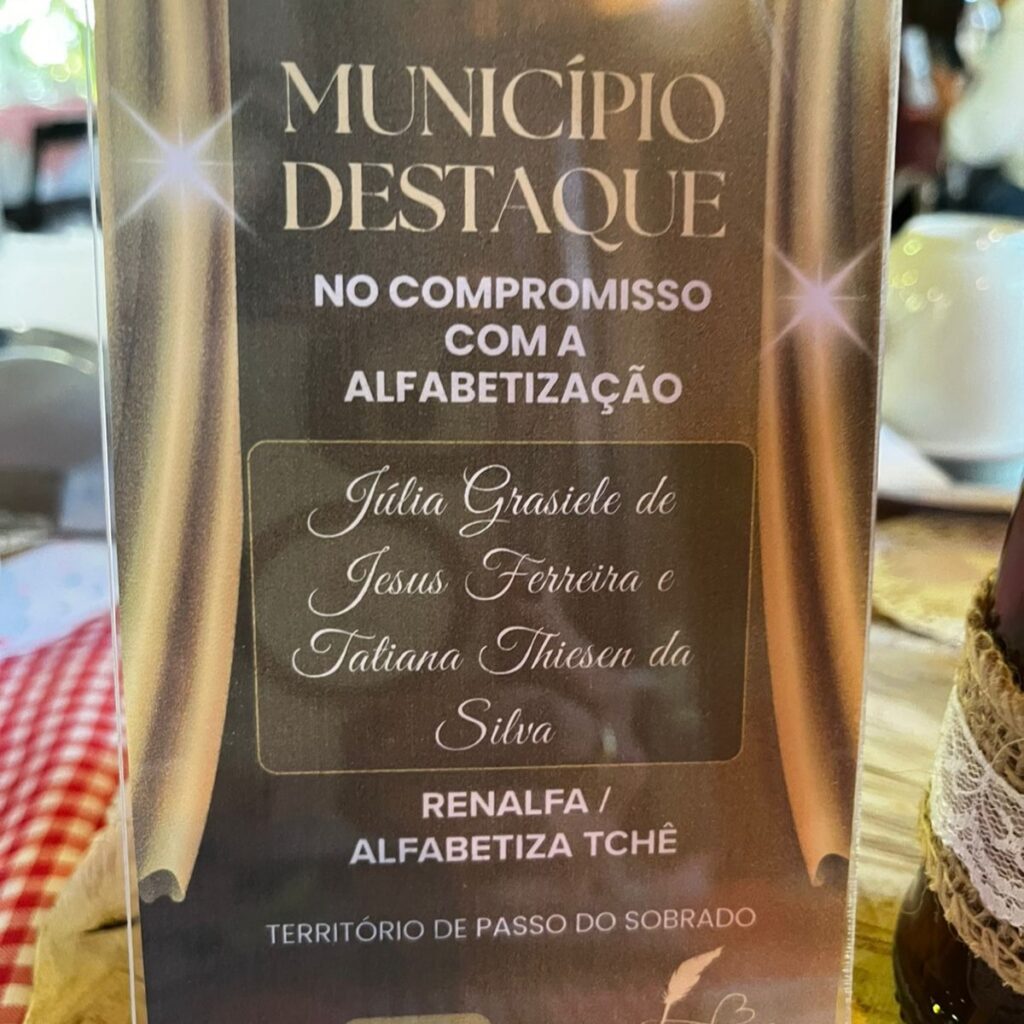 MUNICÍPIO
DESTAQUE
NO COMPROMISSO
COM A
ALFABETIZAÇÃO
Júlia Grasiele de
Jesus Ferreira e
Tatiana Thiesen da
Silva
RENALFA /
ALFABETIZA TCHÊ
TERRITÓRIO DE PASSO DO SOBRADO